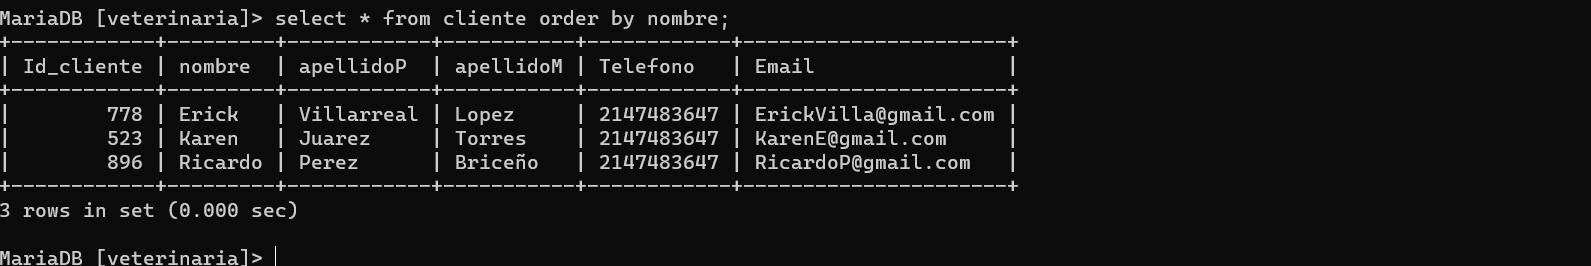 MariaDB [veterinaria]> select * from cliente order by nombre;
+------------+---------+------------+-----------+------------+----------------------+
| Id_cliente | nombre  | apellidoP  | apellidoM | Telefono   | Email                |
+------------+---------+------------+-----------+------------+----------------------+
|        778 | Erick   | Villarreal | Lopez     | 2147483647 | ErickVilla@gmail.com |
|        523 | Karen   | Juarez     | Torres    | 2147483647 | KarenE@gmail.com     |
|        896 | Ricardo | Perez      | Briceño   | 2147483647 | RicardoP@gmail.com   |
+------------+---------+------------+-----------+------------+----------------------+
3 rows in set (0.000 sec)
MariaDB [veterinaria]>